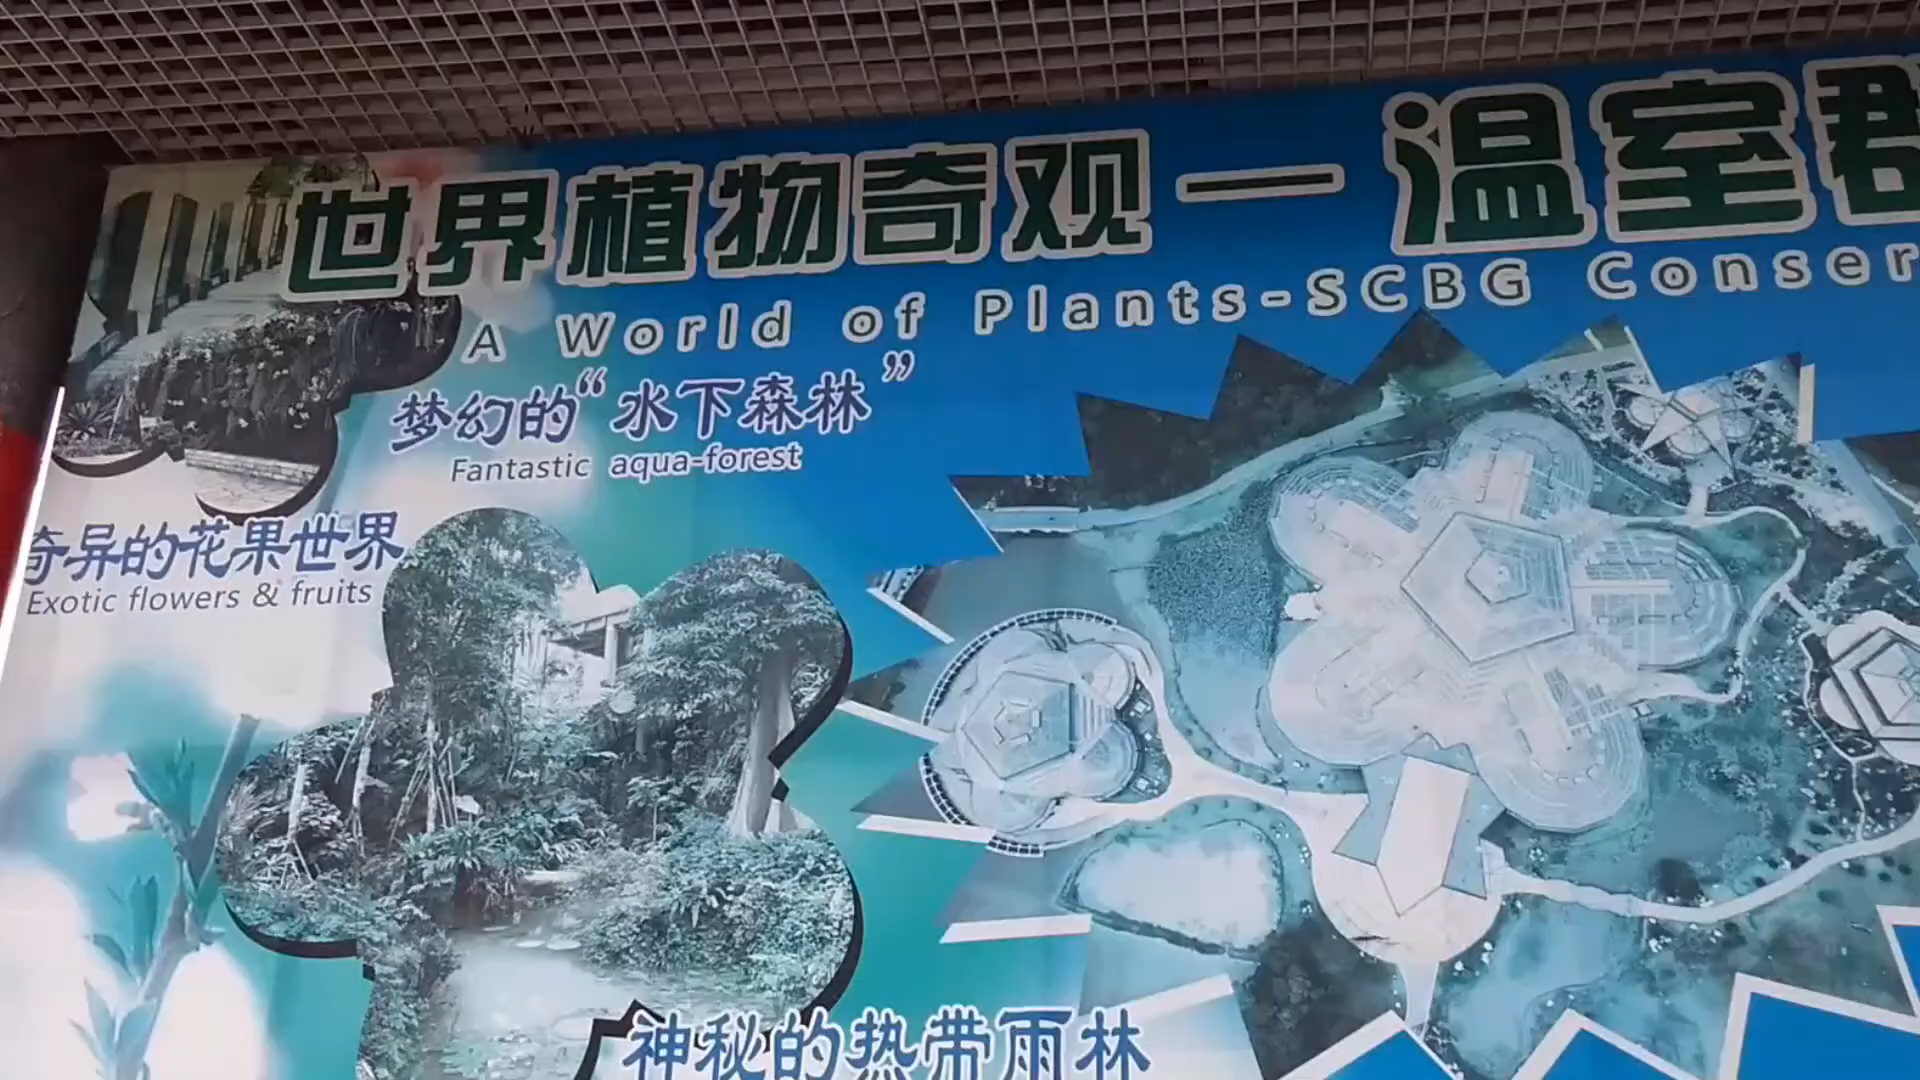 世界植物奇观—温室群
A World of Plants-SCBG Conser
梦幻的“水下森林”
Fantastic aqua-forest
奇异的花果世界
Exotic flowers & fruits
神秘的热带雨林